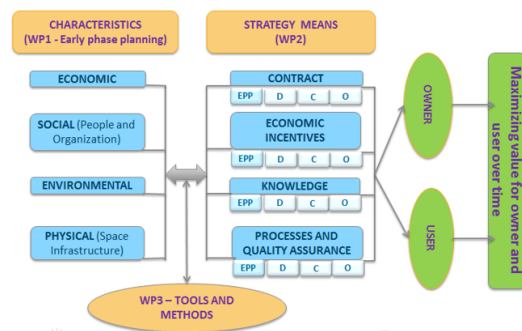 CHARACTERISTICS
(WP1 - Early phase planning)
STRATEGY MEANS
(WP2)
ECONOMIC
SOCIAL (People and
Organization)
ENVIRONMENTAL
PHYSICAL (Space
Infrastructure)
CONTRACT
EPP D C O
ECONOMIC
INCENTIVES
EPP D C O
KNOWLEDGE
EPP D C O
PROCESSES AND
QUALITY ASSURANCE
EPP D C O
WP3 – TOOLS AND
METHODS
OWNER
USER
Maximizing value for owner and
user over time